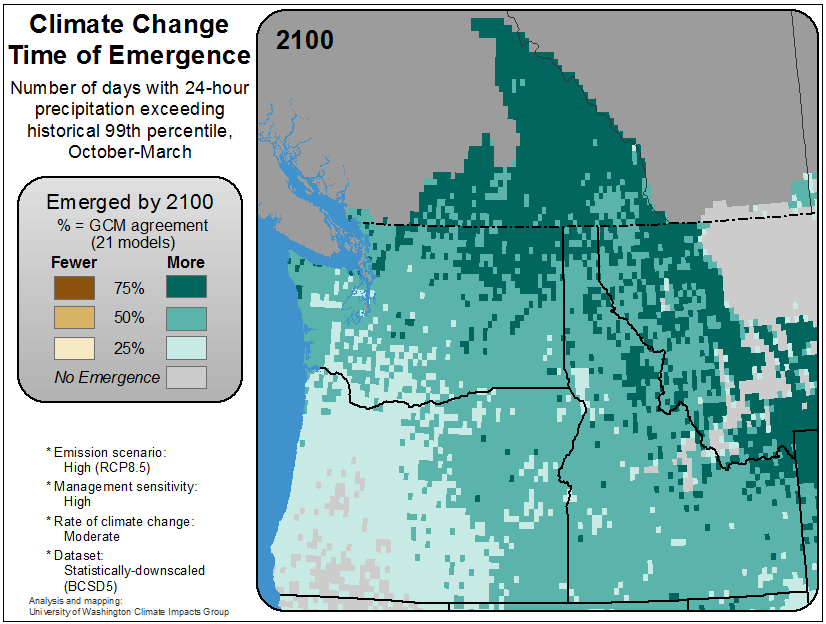 Climate Change
Time of Emergence
Number of days with 24-hour
precipitation exceeding
historical 99th percentile,
October-March
Emerged by 2100
% = GCM agreement
(21 models)
Fewer More
75%
50%
25%
No Emergence
* Emission scenario:
High (RCP8.5)
* Management sensitivity:
High
* Rate of climate change:
Moderate
* Dataset:
Statistically-downscaled
(BCSD5)
Analysis and mapping:
University of Washington Climate Impacts Group
2100